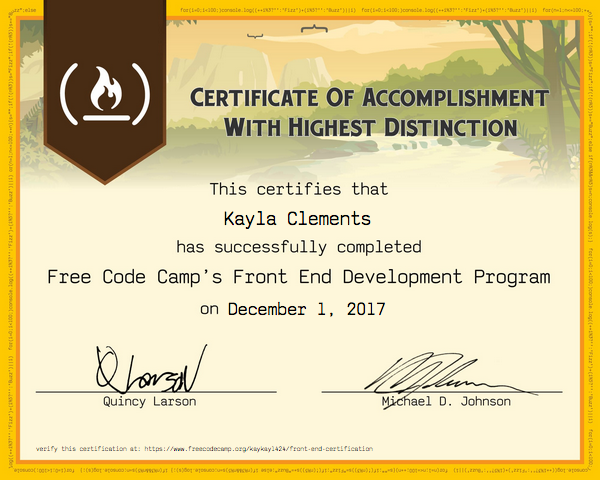 CERTIFICATE OF ACCOMPLISHMENT
WITH HIGHEST DISTINCTION
This certifies that
Kayla Clements
has successfully completed
Free Code Camp's Front End Development Program
on December 1, 2017
Quincy Larson
Michael D. Johnson
verify this certification at: https://www.freecodecamp.org/kaykay1424/front-end-certification